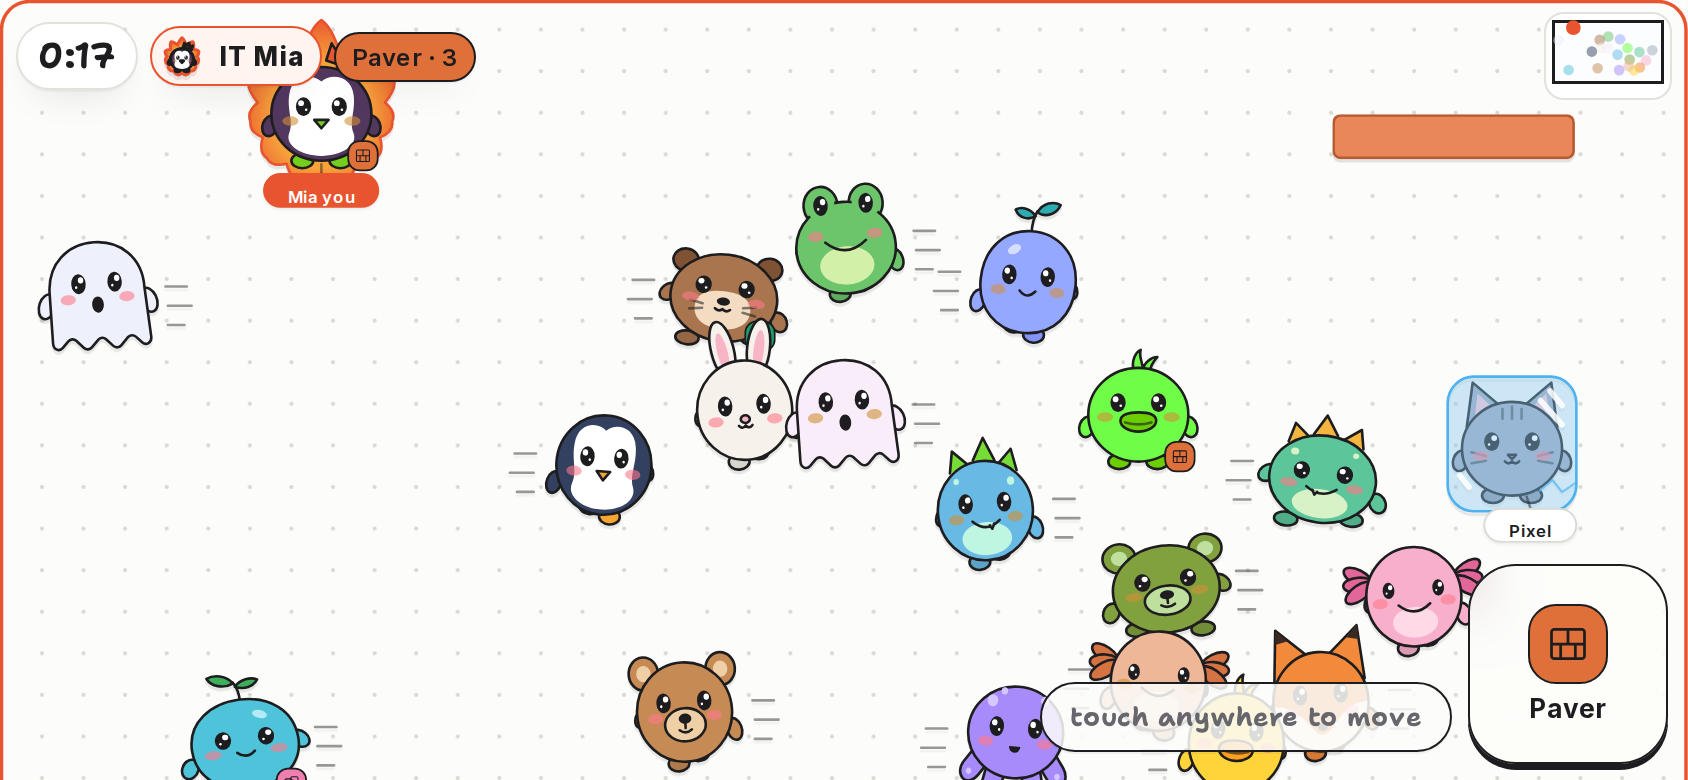 0:17
IT Mia
Paver · 3
Mia you
Pixel
Paver
touch anywhere to move